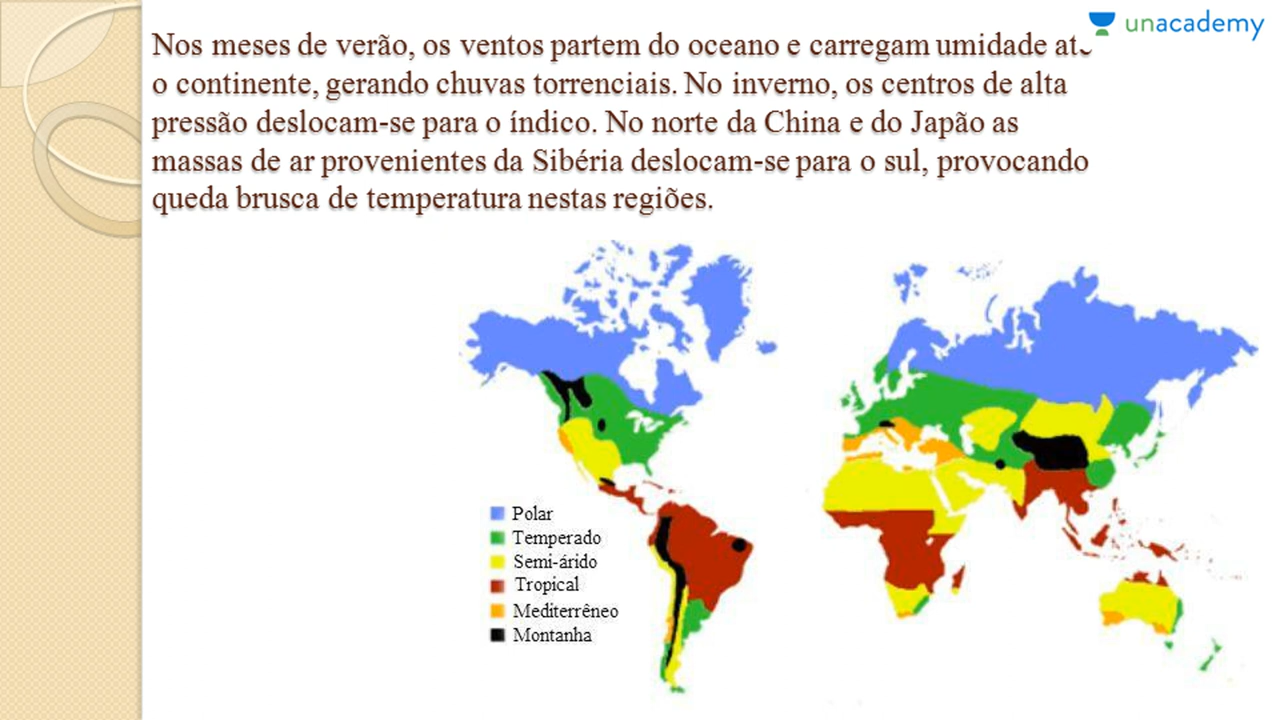 unacademy
Nos meses de verão, os ventos partem do oceano e carregam umidade até
o continente, gerando chuvas torrenciais. No inverno, os centros de alta
pressão deslocam-se para o índico. No norte da China e do Japão as
massas de ar provenientes da Sibéria deslocam-se para o sul, provocando
queda brusca de temperatura nestas regiões.
Polar
Temperado
Semi-árido
Tropical
Mediterrêneo
Montanha